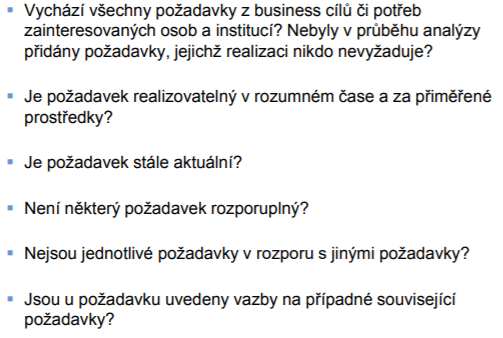 ▪ Vychází všechny požadavky z business cílů či potřeb
zainteresovaných osob a institucí? Nebyly v průběhu analýzy
přidány požadavky, jejichž realizaci nikdo nevyžaduje?
▪ Je požadavek realizovatelný v rozumném čase a za přiměřené
prostředky?
▪ Je požadavek stále aktuální?
▪ Není některý požadavek rozporuplný?
▪ Nejsou jednotlivé požadavky v rozporu s jinými požadavky?
▪ Jsou u požadavku uvedeny vazby na případné související
požadavky?